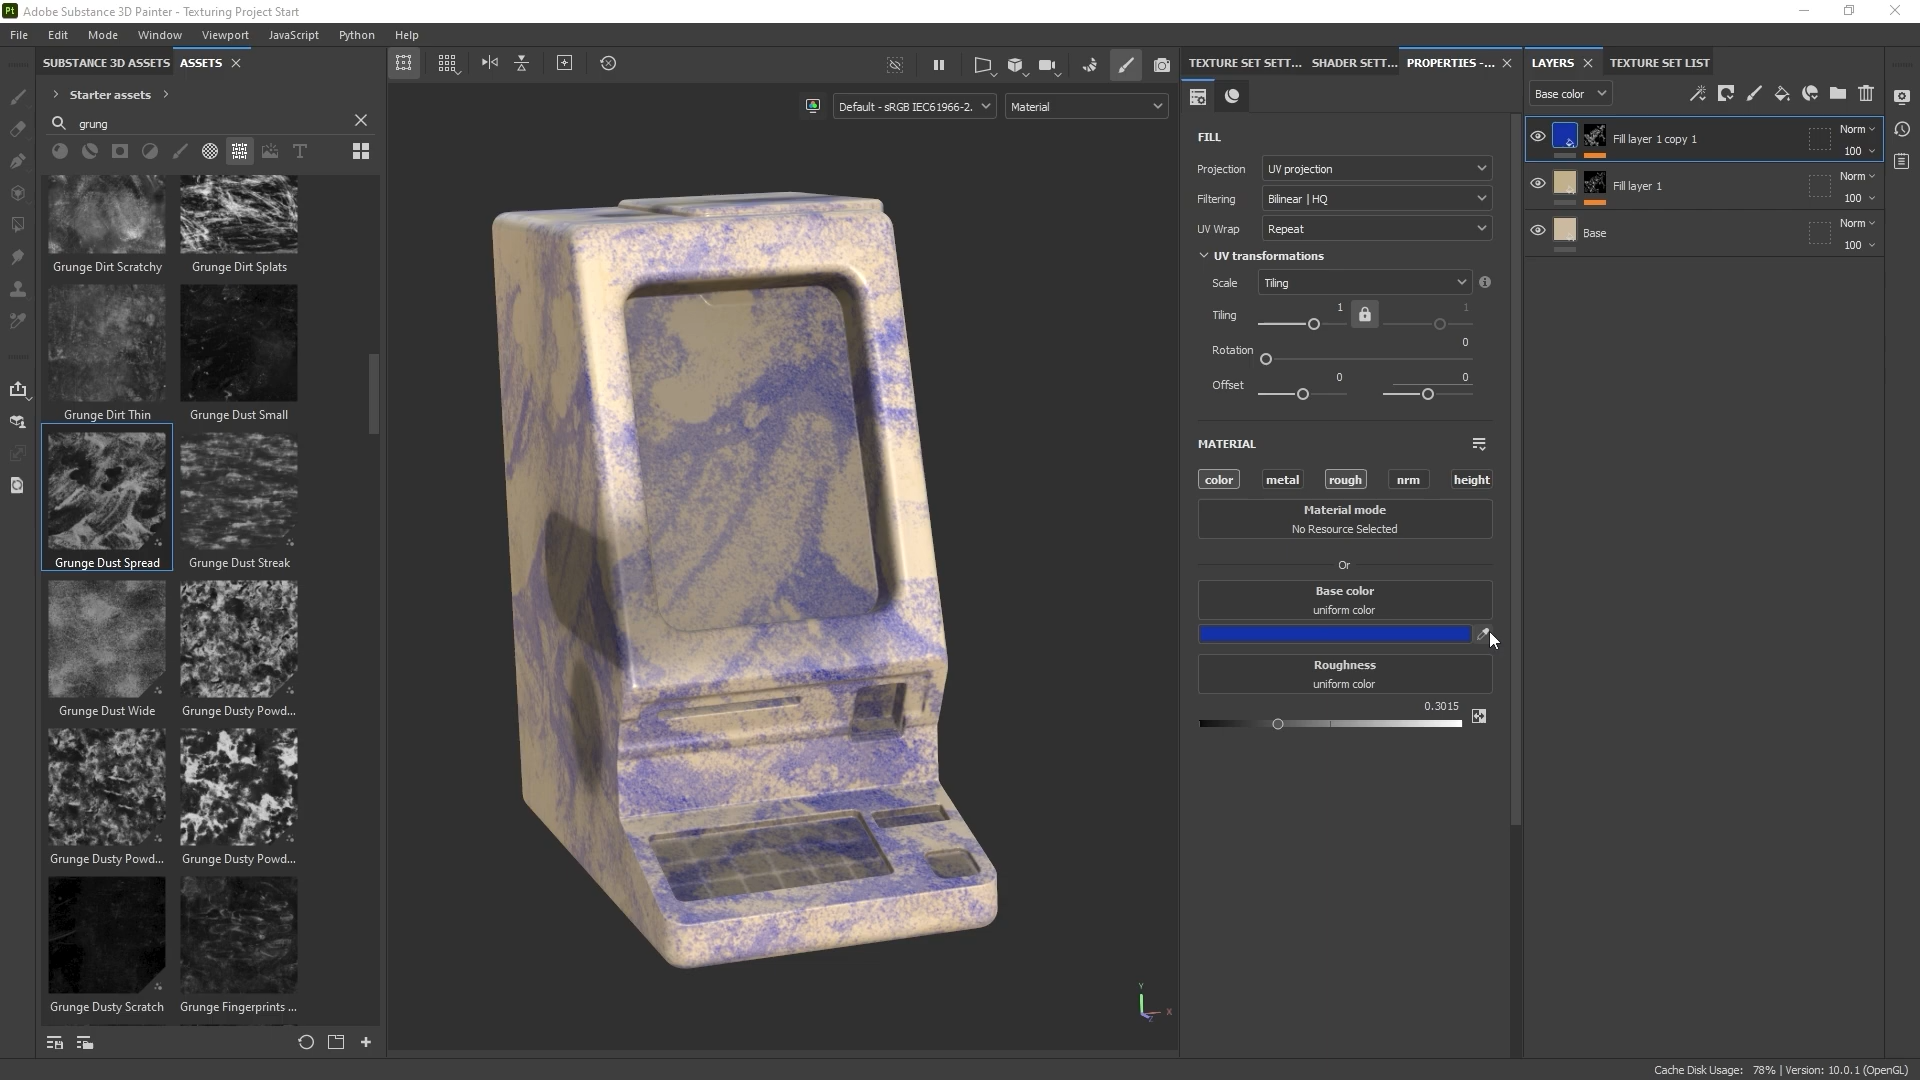 Pt Adobe Substance 3D Painter - Texturing Project Start
File Edit Mode Window Viewport JavaScript Python Help
SUBSTANCE 3D ASSETS ASSETS
Starter assets
grung
Grunge Dirt Scratchy Grunge Dirt Splats
Grunge Dirt Thin Grunge Dust Small
Grunge Dust Spread Grunge Dust Streak
Grunge Dust Wide Grunge Dusty Powd...
Grunge Dusty Powd... Grunge Dusty Powd...
Grunge Dusty Scratch Grunge Fingerprints ...
Default - sRGB IEC61966-2. Material
Y
X
Z
TEXTURE SET SETT... SHADER SETT... PROPERTIES -...
FILL
Projection UV projection
Filtering Bilinear | HQ
UV Wrap Repeat
UV transformations
Scale Tiling
Tiling 1 1
Rotation 0
Offset 0 0
MATERIAL
color metal rough nrm height
Material mode
No Resource Selected
Or
Base color
uniform color
Roughness
uniform color
0.3015
LAYERS TEXTURE SET LIST
Base color
Fill layer 1 copy 1 Norm
100
Fill layer 1 Norm
100
Base Norm
100
Cache Disk Usage: 78% | Version: 10.0.1 (OpenGL)